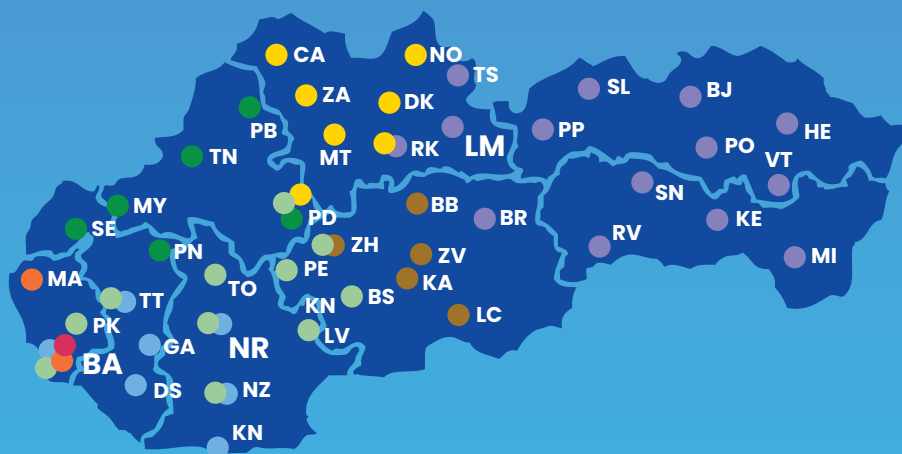 CA
NO
TS
ZA
DK
SL
BJ
PB
MT
RK
LM
PP
PO
HE
TN
VT
MY
PD
BB
BR
SN
KE
SE
PN
ZH
ZV
RV
MI
MA
TT
TO
PE
KA
PK
KN
BS
LC
BA
GA
NR
LV
DS
NZ
KN